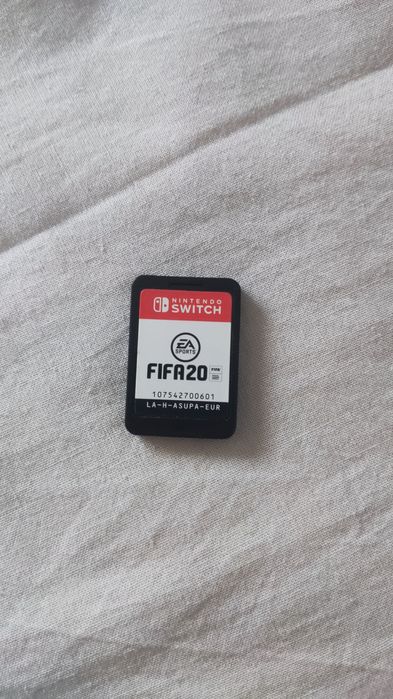 NINTENDO
SWITCH
EA
SPORTS
FIFA20
107542700601
LA-H-ASUPA-EUR